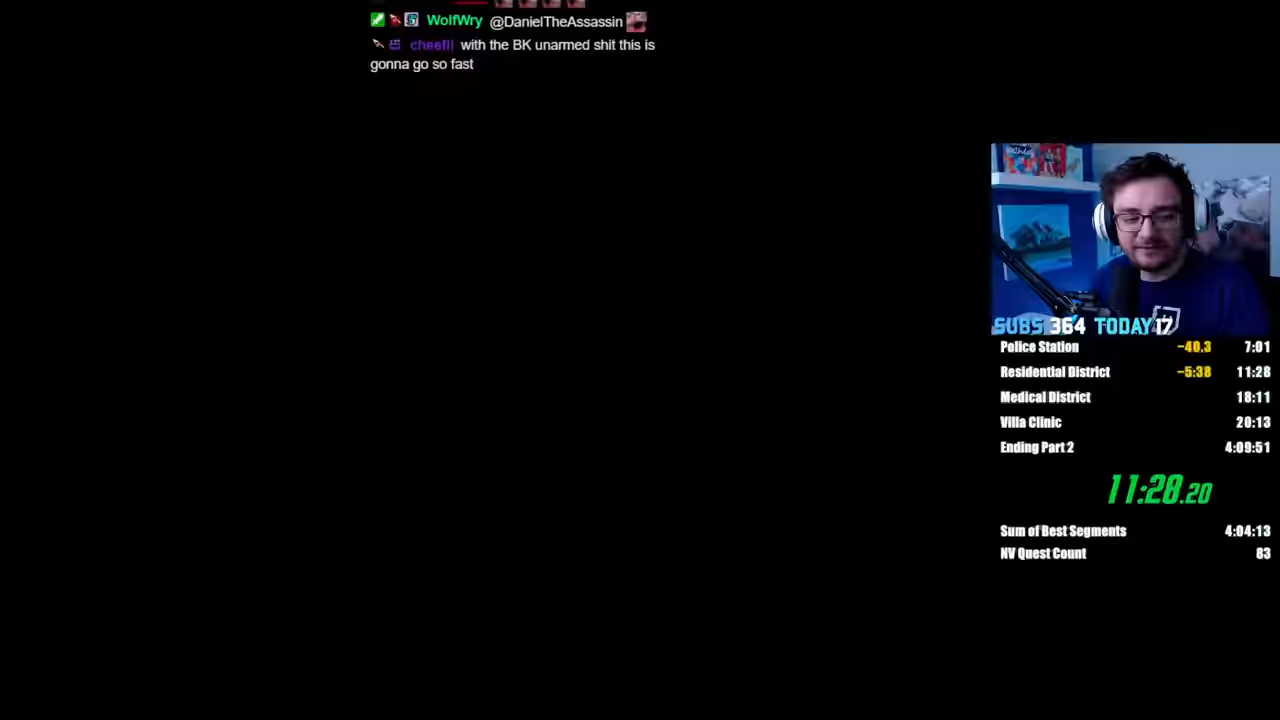 WolfWry @DanielTheAssassin
cheefji with the BK unarmed shit this is
gonna go so fast
SUBS 364 TODAY 17
Police Station -40.3 7:01
Residential District -5:38 11:28
Medical District 18:11
Villa Clinic 20:13
Ending Part 2 4:09:51
11:28.20
Sum of Best Segments 4:04:13
NV Quest Count 83